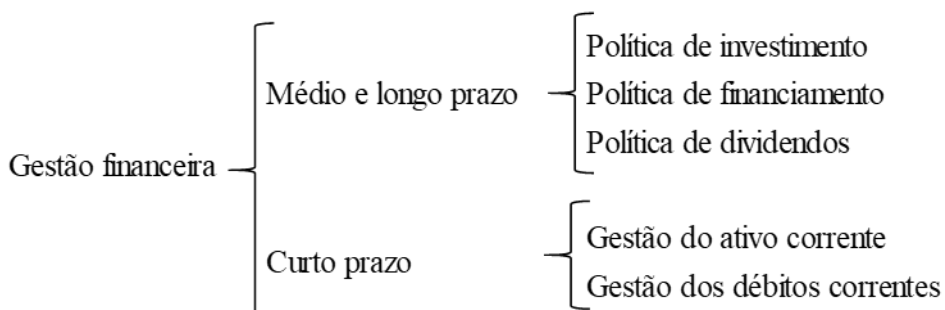 Gestão financeira
Médio e longo prazo
Política de investimento
Política de financiamento
Política de dividendos
Curto prazo
Gestão do ativo corrente
Gestão dos débitos correntes